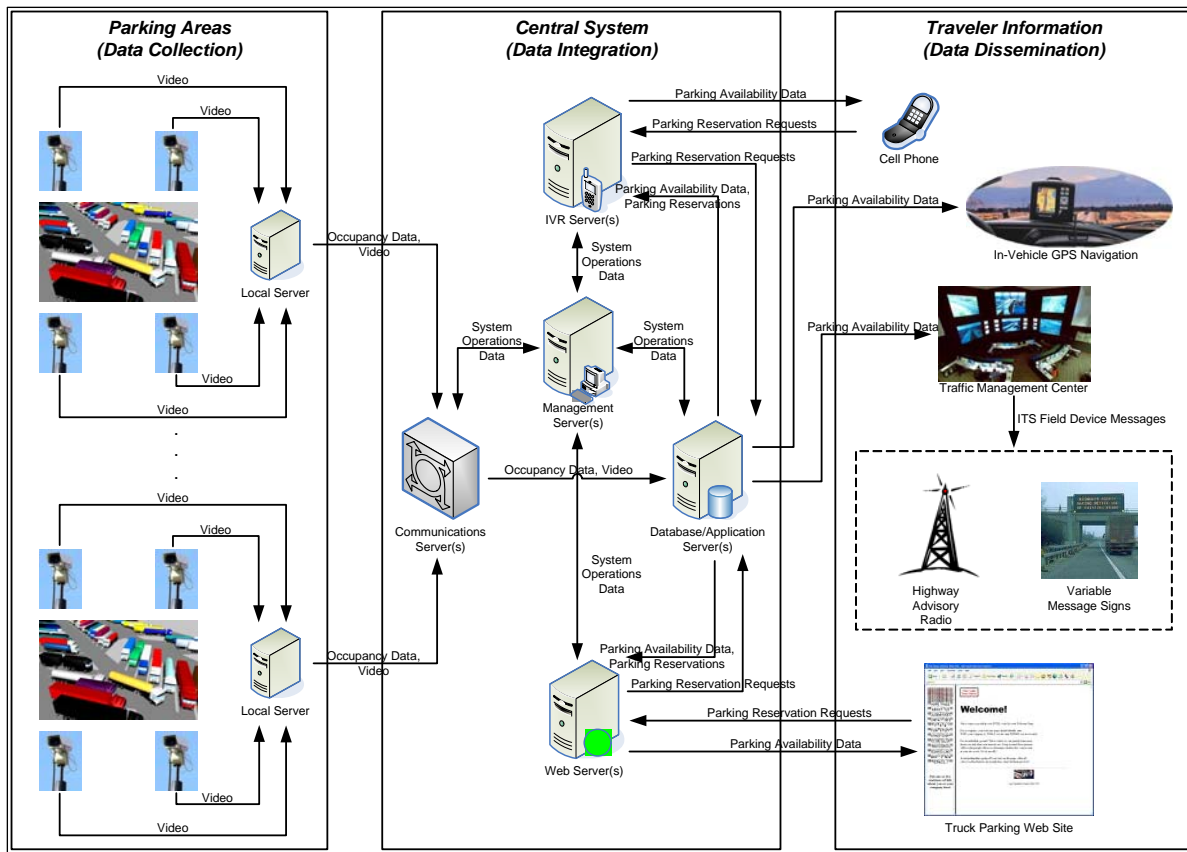 Parking Areas
(Data Collection)
Video
Video
Local Server
Video
Video
.
.
.
Video
Video
Local Server
Video
Video
Occupancy Data,
Video
Occupancy Data,
Video
Central System
(Data Integration)
IVR Server(s)
System
Operations
Data
System
Operations
Data
System
Operations
Data
Management
Server(s)
Communications
Server(s)
Occupancy Data, Video
Database/Application
Server(s)
System
Operations
Data
Parking Availability Data,
Parking Reservations
Parking Reservation Requests
Web Server(s)
Parking Availability Data
Parking Reservation Requests
Parking Reservation Requests
Parking Availability Data,
Parking Reservations
Parking Availability Data
Parking Availability Data
Parking Reservation Requests
Parking Availability Data
Traveler Information
(Data Dissemination)
Cell Phone
In-Vehicle GPS Navigation
Traffic Management Center
ITS Field Device Messages
Highway
Advisory
Radio
Variable
Message Signs
Welcome!
Truck Parking Web Site